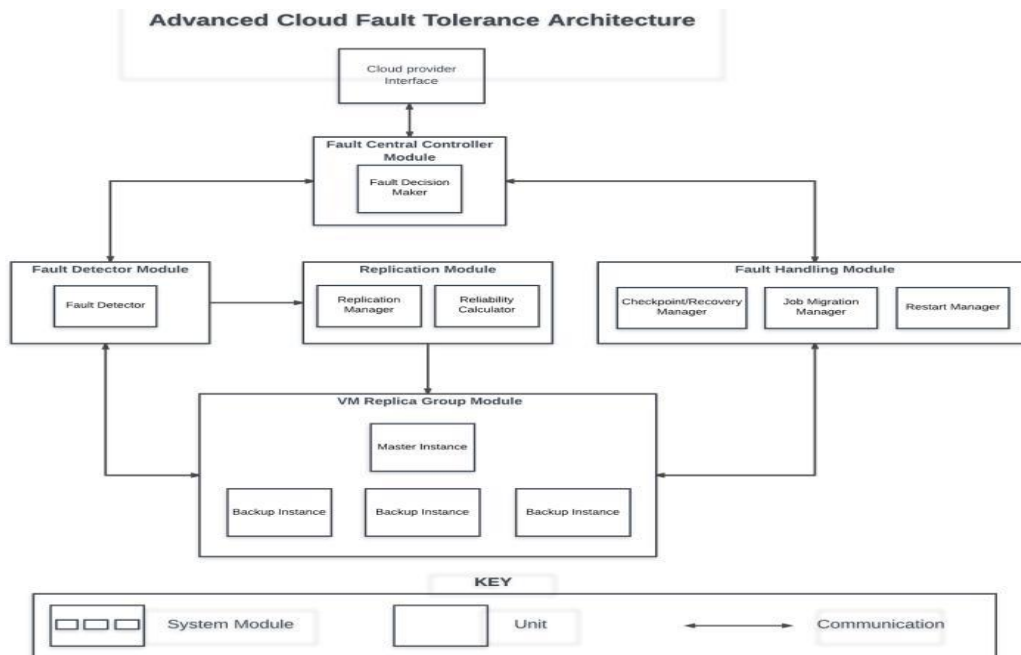 Advanced Cloud Fault Tolerance Architecture
Cloud provider
Interface
Fault Central Controller
Module
Fault Decision
Maker
Fault Detector Module
Fault Detector
Replication Module
Replication
Manager
Reliability
Calculator
Fault Handling Module
Checkpoint/Recovery
Manager
Job Migration
Manager
Restart Manager
VM Replica Group Module
Master Instance
Backup Instance
Backup Instance
Backup Instance
KEY
System Module
Unit
Communication